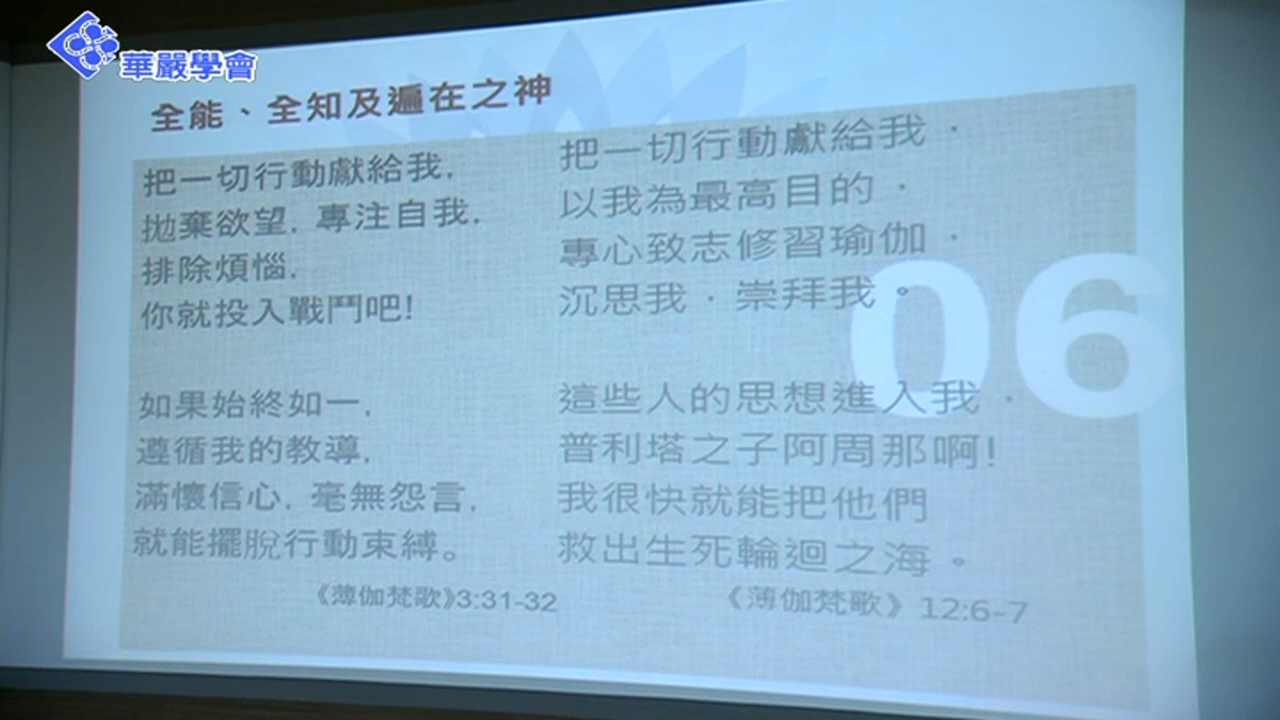 華嚴學會
全能、全知及遍在之神
把一切行動獻給我,
拋棄欲望, 專注自我,
排除煩惱,
你就投入戰鬥吧!
如果始終如一,
遵循我的教導,
滿懷信心, 毫無怨言,
就能擺脫行動束縛。
《薄伽梵歌》3:31-32
把一切行動獻給我,
以我為最高目的,
專心致志修習瑜伽,
沉思我,崇拜我。
這些人的思想進入我,
普利塔之子阿周那啊!
我很快就能把他們
救出生死輪迴之海。
《薄伽梵歌》12:6-7
06